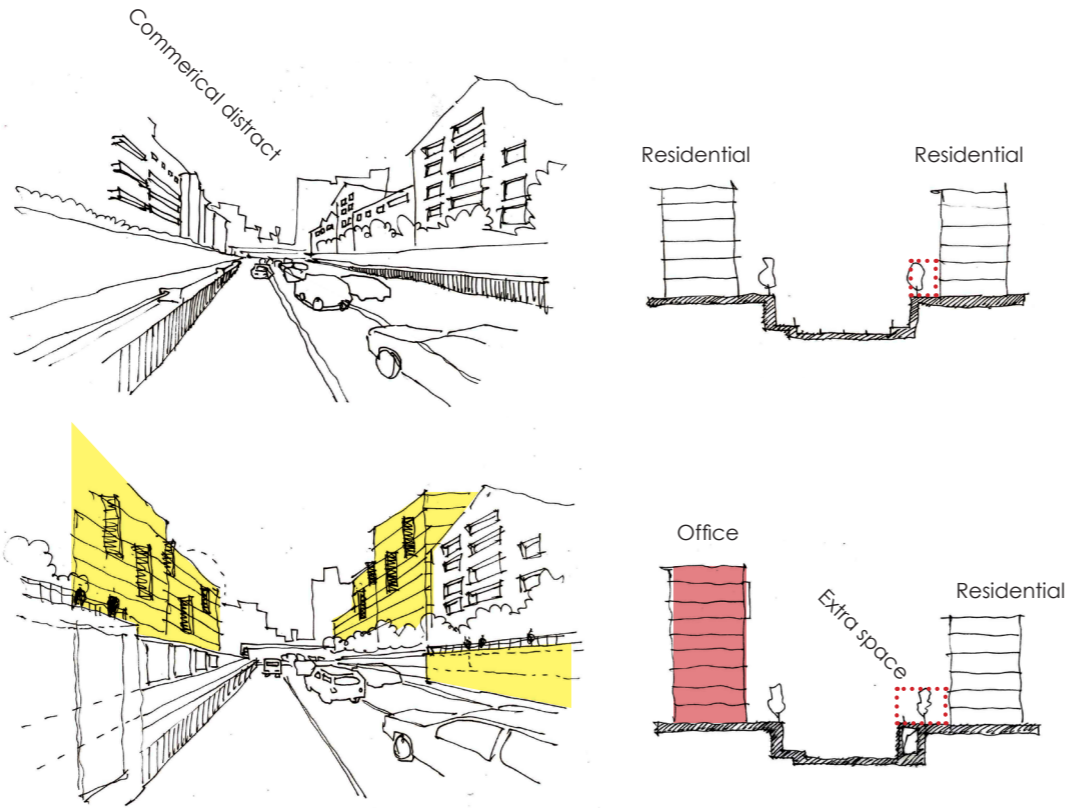 Commerical distract
Residential
Residential
Office
Extra space
Residential